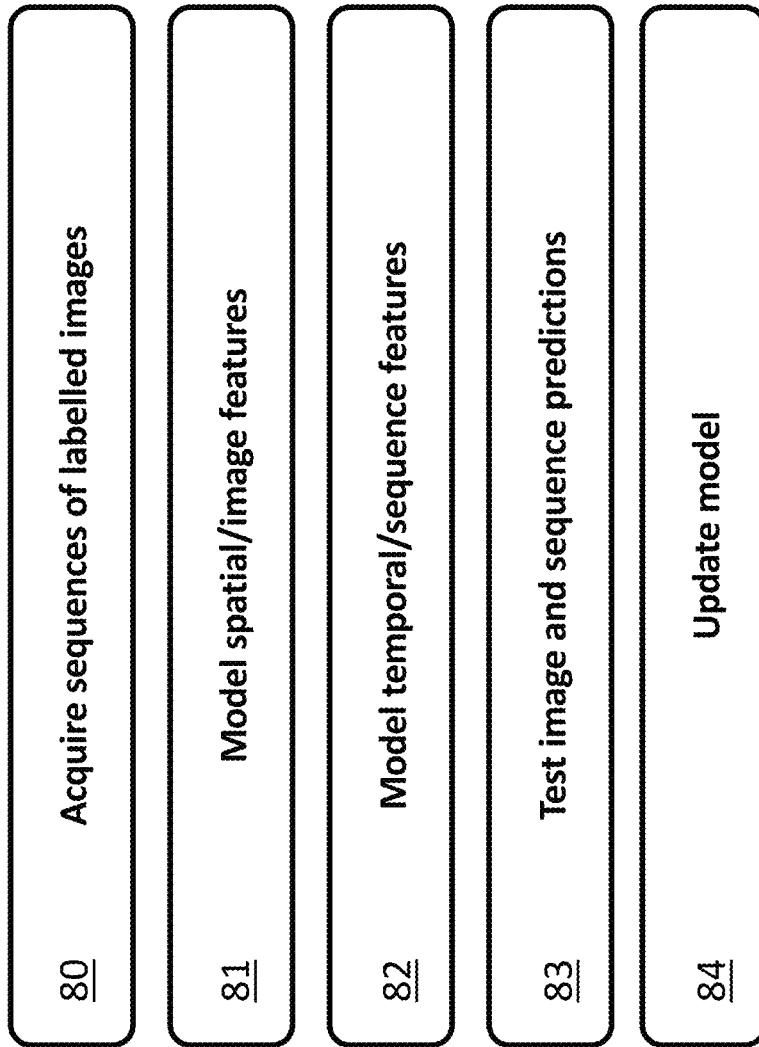 80 Acquire sequences of labelled images
81 Model spatial/image features
82 Model temporal/sequence features
83 Test image and sequence predictions
84 Update model